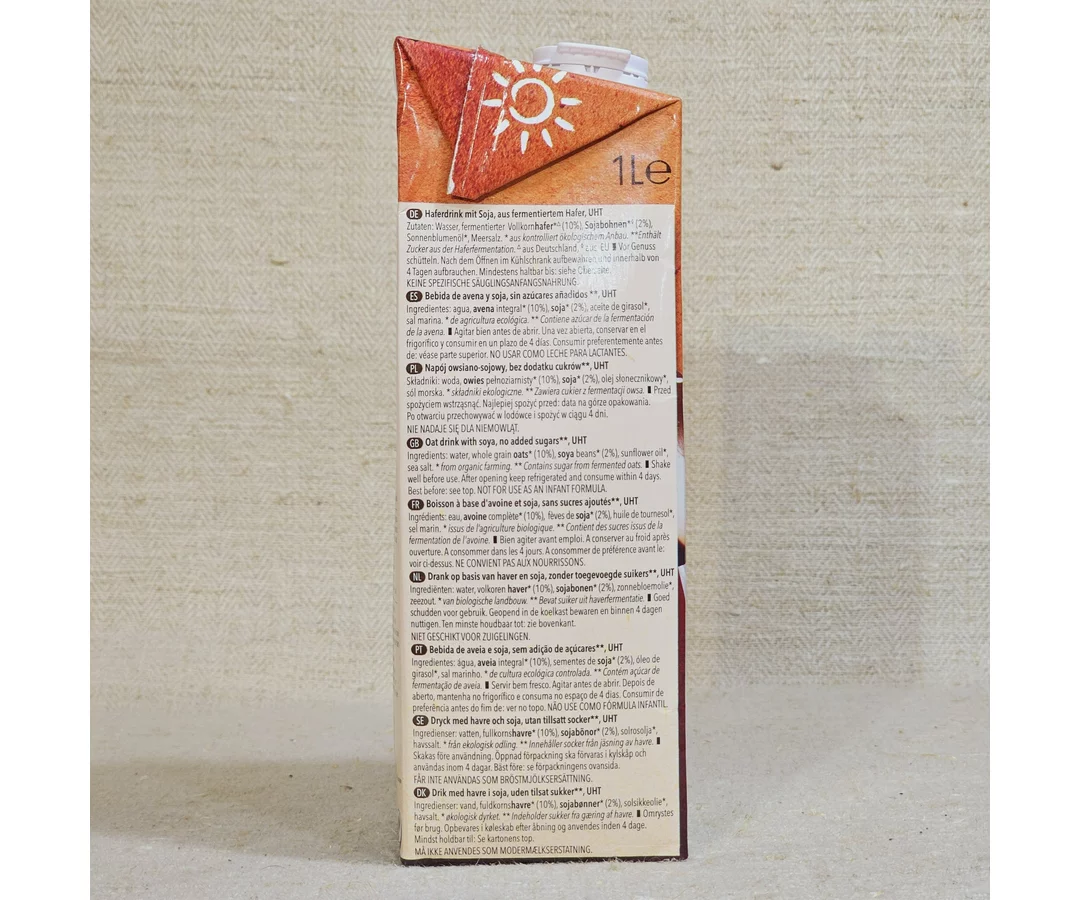 1L℮
DE Haferdrink mit Soja, aus fermentiertem Hafer, UHT
Zutaten: Wasser, fermentierter Vollkornhafer*△ (10%), Sojabohnen* (2%),
Sonnenblumenöl*, Meersalz. * aus kontrolliert ökologischem Anbau. **Enthält
Zucker aus der Haferfermentation. △ aus Deutschland, EU ▮ Vor Genuss
schütteln. Nach dem Öffnen im Kühlschrank aufbewahren und innerhalb von
4 Tagen aufbrauchen. Mindestens haltbar bis: siehe Oberseite.
KEINE SPEZIFISCHE SÄUGLINGSANFANGSNAHRUNG.
ES Bebida de avena y soja, sin azúcares añadidos **, UHT
Ingredientes: agua, avena integral* (10%), soja* (2%), aceite de girasol*,
sal marina. * de agricultura ecológica. ** Contiene azúcar de la fermentación
de la avena. ▮ Agitar bien antes de abrir. Una vez abierta, conservar en el
frigorífico y consumir en un plazo de 4 días. Consumir preferentemente antes
de: véase parte superior. NO USAR COMO LECHE PARA LACTANTES.
PL Napój owsiano-sojowy, bez dodatku cukrów**, UHT
Składniki: woda, owies pełnoziarnisty* (10%), soja* (2%), olej słonecznikowy*,
sól morska. * składniki ekologiczne. ** Zawiera cukier z fermentacji owsa. ▮ Przed
spożyciem wstrząsnąć. Najlepiej spożyć przed: data na górze opakowania.
Po otwarciu przechowywać w lodówce i spożyć w ciągu 4 dni.
NIE NADAJE SIĘ DLA NIEMOWLĄT.
GB Oat drink with soya, no added sugars**, UHT
Ingredients: water, whole grain oats* (10%), soya beans* (2%), sunflower oil*,
sea salt. * from organic farming. ** Contains sugar from fermented oats. ▮ Shake
well before use. After opening keep refrigerated and consume within 4 days.
Best before: see top. NOT FOR USE AS AN INFANT FORMULA.
FR Boisson à base d'avoine et soja, sans sucres ajoutés**, UHT
Ingrédients: eau, avoine complète* (10%), fèves de soja* (2%), huile de tournesol*,
sel marin. * issus de l'agriculture biologique. ** Contient des sucres issus de la
fermentation de l'avoine. ▮ Bien agiter avant emploi. A conserver au froid après
ouverture. A consommer dans les 4 jours. A consommer de préférence avant le:
voir ci-dessus. NE CONVIENT PAS AUX NOURRISSONS.
NL Drank op basis van haver en soja, zonder toegevoegde suikers**, UHT
Ingrediënten: water, volkoren haver* (10%), sojabonen* (2%), zonnebloemolie*,
zeezout. * van biologische landbouw. ** Bevat suiker uit haverfermentatie. ▮ Goed
schudden voor gebruik. Geopend in de koelkast bewaren en binnen 4 dagen
nuttigen. Ten minste houdbaar tot: zie bovenkant.
NIET GESCHIKT VOOR ZUIGELINGEN.
PT Bebida de aveia e soja, sem adição de açúcares**, UHT
Ingredientes: água, aveia integral* (10%), sementes de soja* (2%), óleo de
girasol*, sal marinho. * de cultura ecológica controlada. ** Contém açúcar de
fermentação de aveia. ▮ Servir bem fresco. Agitar antes de abrir. Depois de
aberto, mantenha no frigorífico e consuma no espaço de 4 dias. Consumir de
preferência antes do fim de: ver no topo. NÃO USE COMO FÓRMULA INFANTIL.
SE Dryck med havre och soja, utan tillsatt socker**, UHT
Ingredienser: vatten, fullkornshavre* (10%), sojabönor* (2%), solrosolja*,
havssalt. * från ekologisk odling. ** Innehåller socker från jäsning av havre. ▮
Skakas före användning. Öppnad förpackning ska förvaras i kylskåp och
användas inom 4 dagar. Bäst före: se förpackningens ovansida.
FÅR INTE ANVÄNDAS SOM BRÖSTMJÖLKSERSÄTTNING.
DK Drik med havre i soja, uden tilsat sukker**, UHT
Ingredienser: vand, fuldkornshavre* (10%), sojabønner* (2%), solsikkeolie*,
havsalt. * økologisk dyrket. ** Indeholder sukker fra gæring af havre. ▮ Omrystes
før brug. Opbevares i køleskab efter åbning og anvendes inden 4 dage.
Mindst holdbar til: Se kartonens top.
MÅ IKKE ANVENDES SOM MODERMÆLKSERSTATNING.